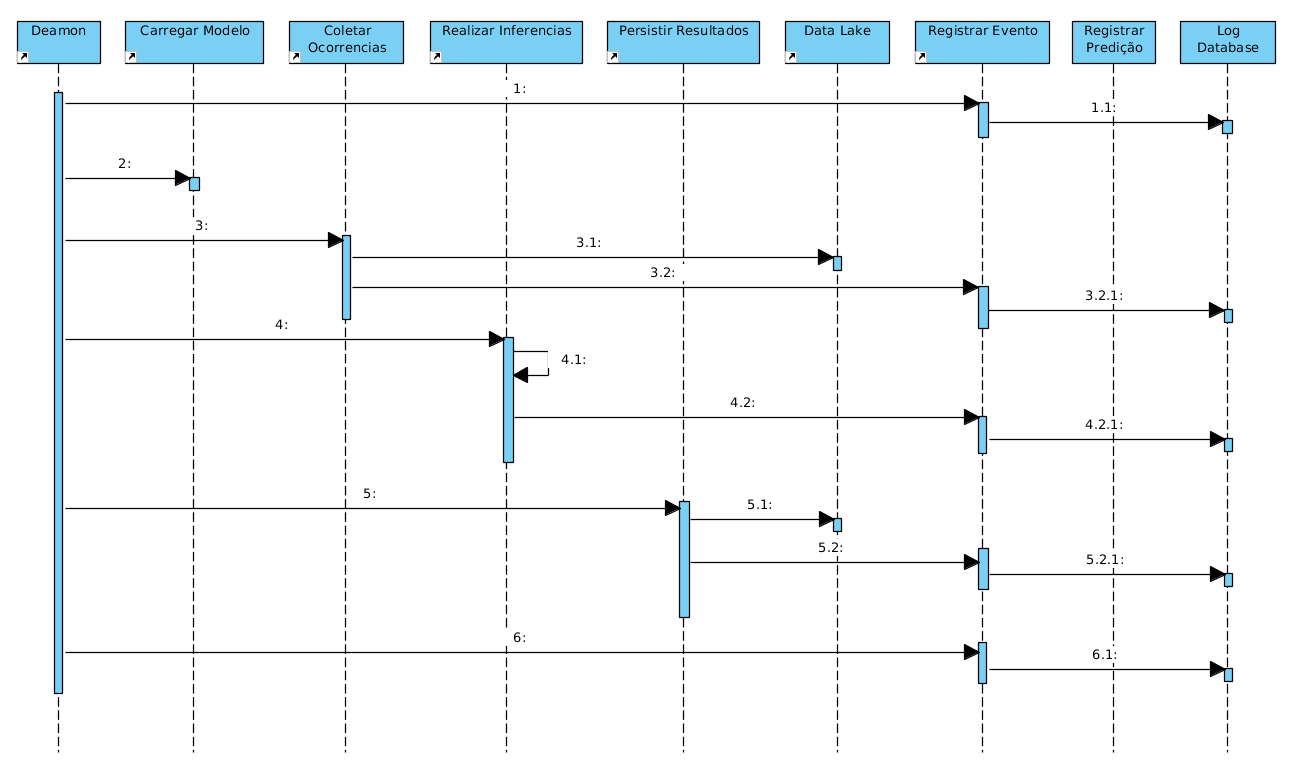 Deamon
Carregar Modelo
Coletar
Ocorrencias
Realizar Inferencias
Persistir Resultados
Data Lake
Registrar Evento
Registrar
Predição
Log
Database
1:
1.1:
2:
3:
3.1:
3.2:
3.2.1:
4:
4.1:
4.2:
4.2.1:
5:
5.1:
5.2:
5.2.1:
6:
6.1: